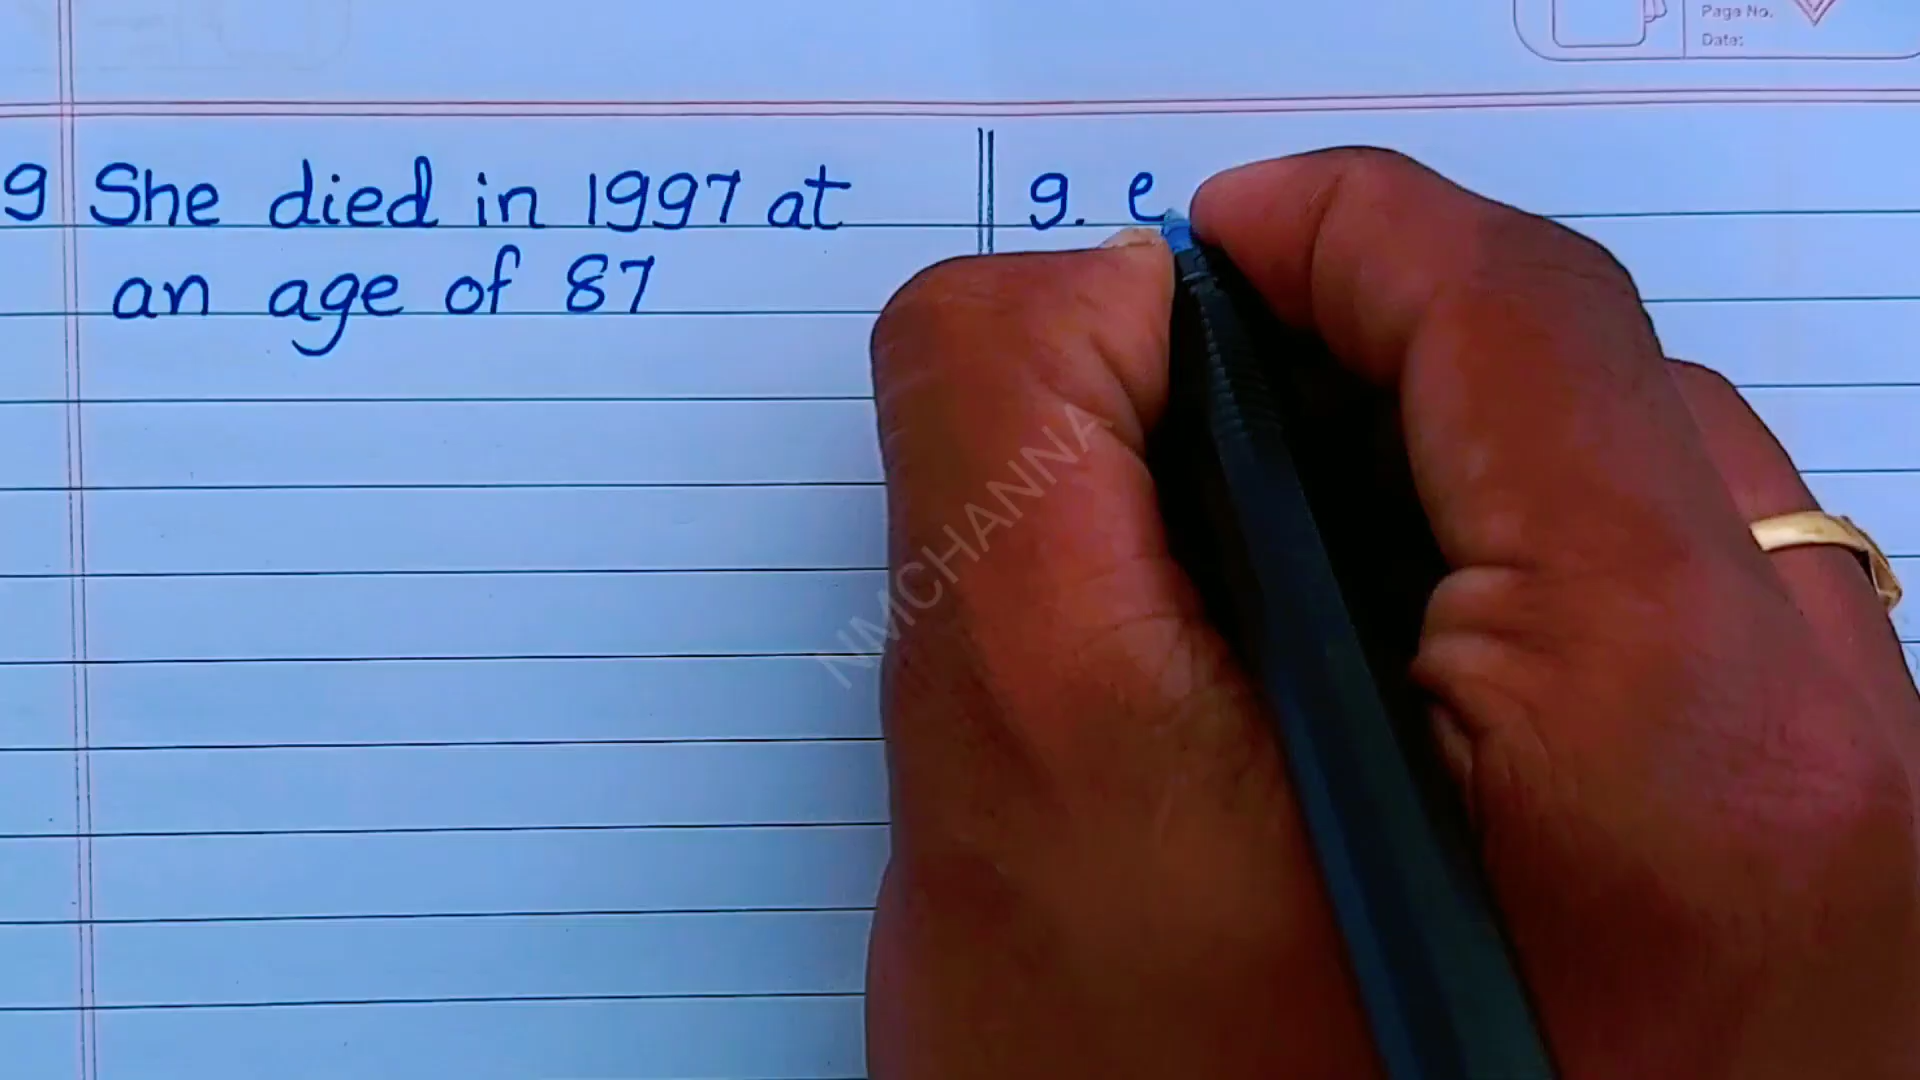 Page No.
Date:
9 She died in 1997 at
an age of 87
9. e
NMCHANNA